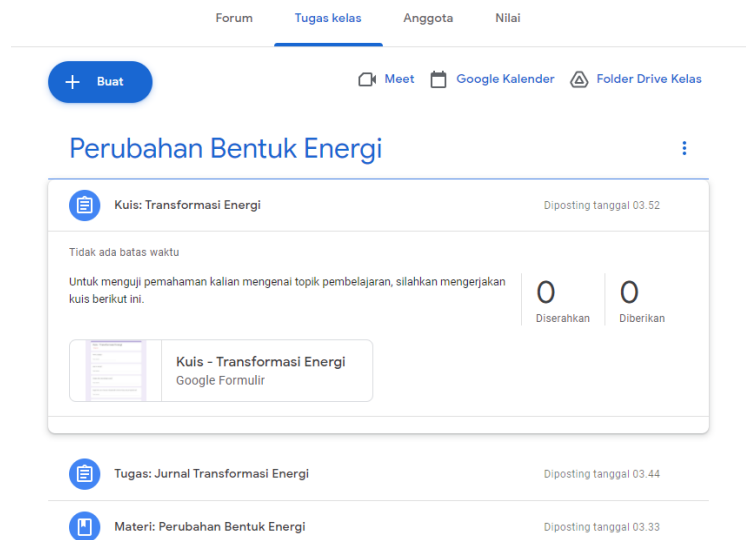 Forum Tugas kelas Anggota Nilai
Buat Meet Google Kalender Folder Drive Kelas
Perubahan Bentuk Energi
Kuis: Transformasi Energi Diposting tanggal 03.52
Tidak ada batas waktu
Untuk menguji pemahaman kalian mengenai topik pembelajaran, silahkan mengerjakan
kuis berikut ini.
0 0
Diserahkan Diberikan
Kuis - Transformasi Energi
Google Formulir
Tugas: Jurnal Transformasi Energi Diposting tanggal 03.44
Materi: Perubahan Bentuk Energi Diposting tanggal 03.33